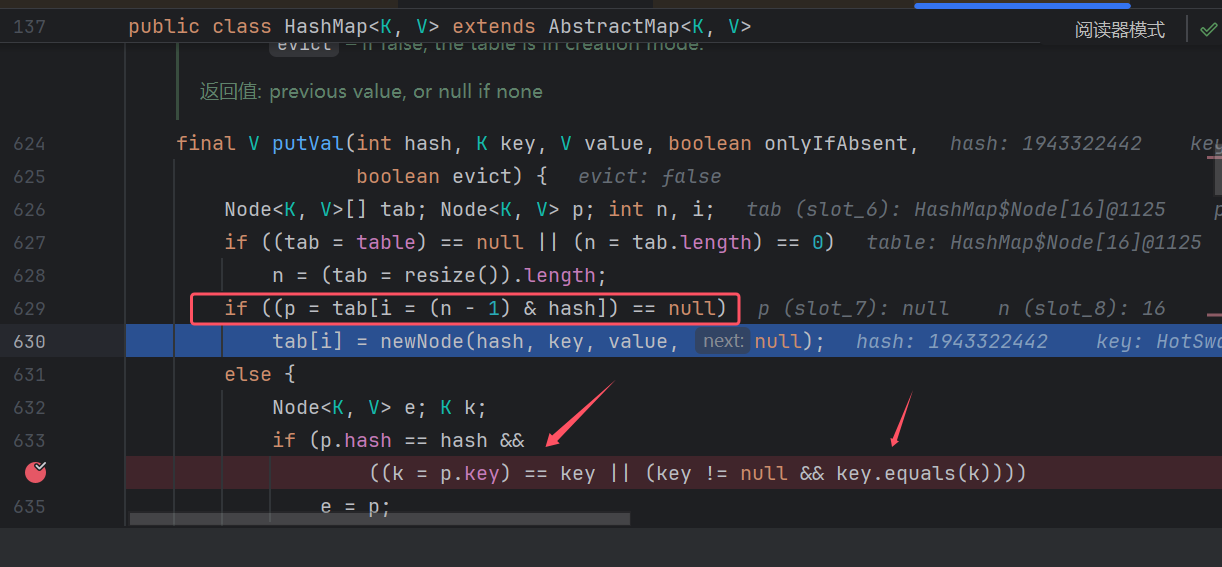 137 public class HashMap<K, V> extends AbstractMap<K, V>
阅读器模式
evict – if false, the table is in creation mode.
返回值: previous value, or null if none
624 final V putVal(int hash, K key, V value, boolean onlyIfAbsent, hash: 1943322442 key
625 boolean evict) { evict: false
626 Node<K, V>[] tab; Node<K, V> p; int n, i; tab (slot_6): HashMap$Node[16]@1125 p
627 if ((tab = table) == null || (n = tab.length) == 0) table: HashMap$Node[16]@1125
628 n = (tab = resize()).length;
629 if ((p = tab[i = (n - 1) & hash]) == null) p (slot_7): null n (slot_8): 16
630 tab[i] = newNode(hash, key, value, next: null); hash: 1943322442 key: HotSwa
631 else {
632 Node<K, V> e; K k;
633 if (p.hash == hash &&
((k = p.key) == key || (key != null && key.equals(k))))
635 e = p;